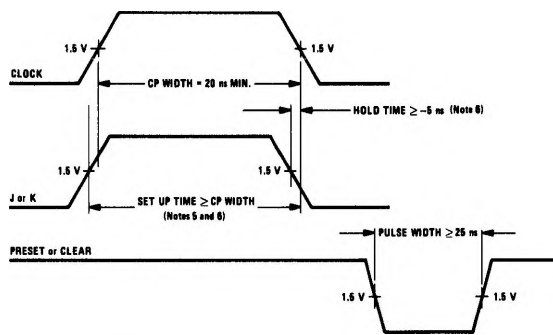 1.5 V
1.5 V
CLOCK
CP WIDTH = 20 ns MIN.
HOLD TIME ≥ -5 ns (Note 6)
1.5 V
1.5 V
J or K
SET UP TIME ≥ CP WIDTH
(Notes 5 and 6)
PULSE WIDTH ≥ 25 ns
PRESET or CLEAR
1.5 V
1.5 V